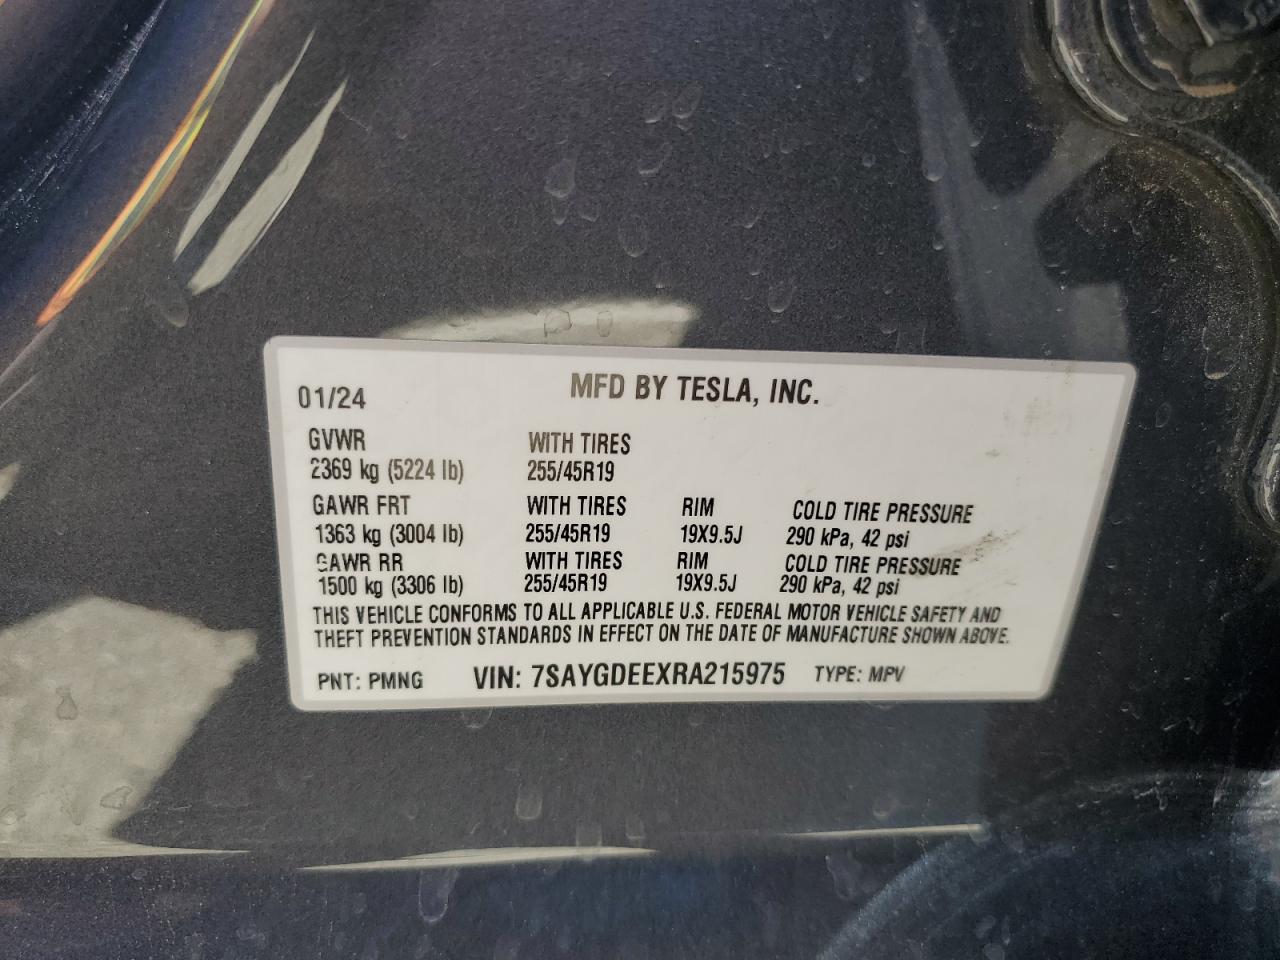 01/24 MFD BY TESLA, INC.
GVWR WITH TIRES
2369 kg (5224 lb) 255/45R19
GAWR FRT WITH TIRES RIM COLD TIRE PRESSURE
1363 kg (3004 lb) 255/45R19 19X9.5J 290 kPa, 42 psi
GAWR RR WITH TIRES RIM COLD TIRE PRESSURE
1500 kg (3306 lb) 255/45R19 19X9.5J 290 kPa, 42 psi
THIS VEHICLE CONFORMS TO ALL APPLICABLE U.S. FEDERAL MOTOR VEHICLE SAFETY AND
THEFT PREVENTION STANDARDS IN EFFECT ON THE DATE OF MANUFACTURE SHOWN ABOVE.
PNT: PMNG VIN: 7SAYGDEEXRA215975 TYPE: MPV